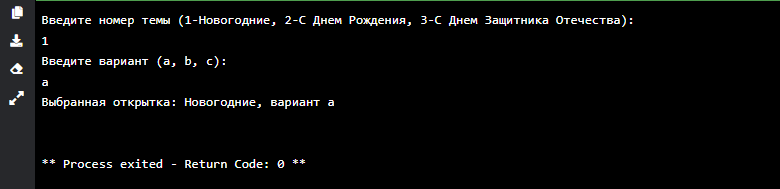 Введите номер темы (1-Новогодние, 2-С Днем Рождения, 3-С Днем Защитника Отечества):
1
Введите вариант (a, b, c):
a
Выбранная открытка: Новогодние, вариант a
** Process exited - Return Code: 0 **